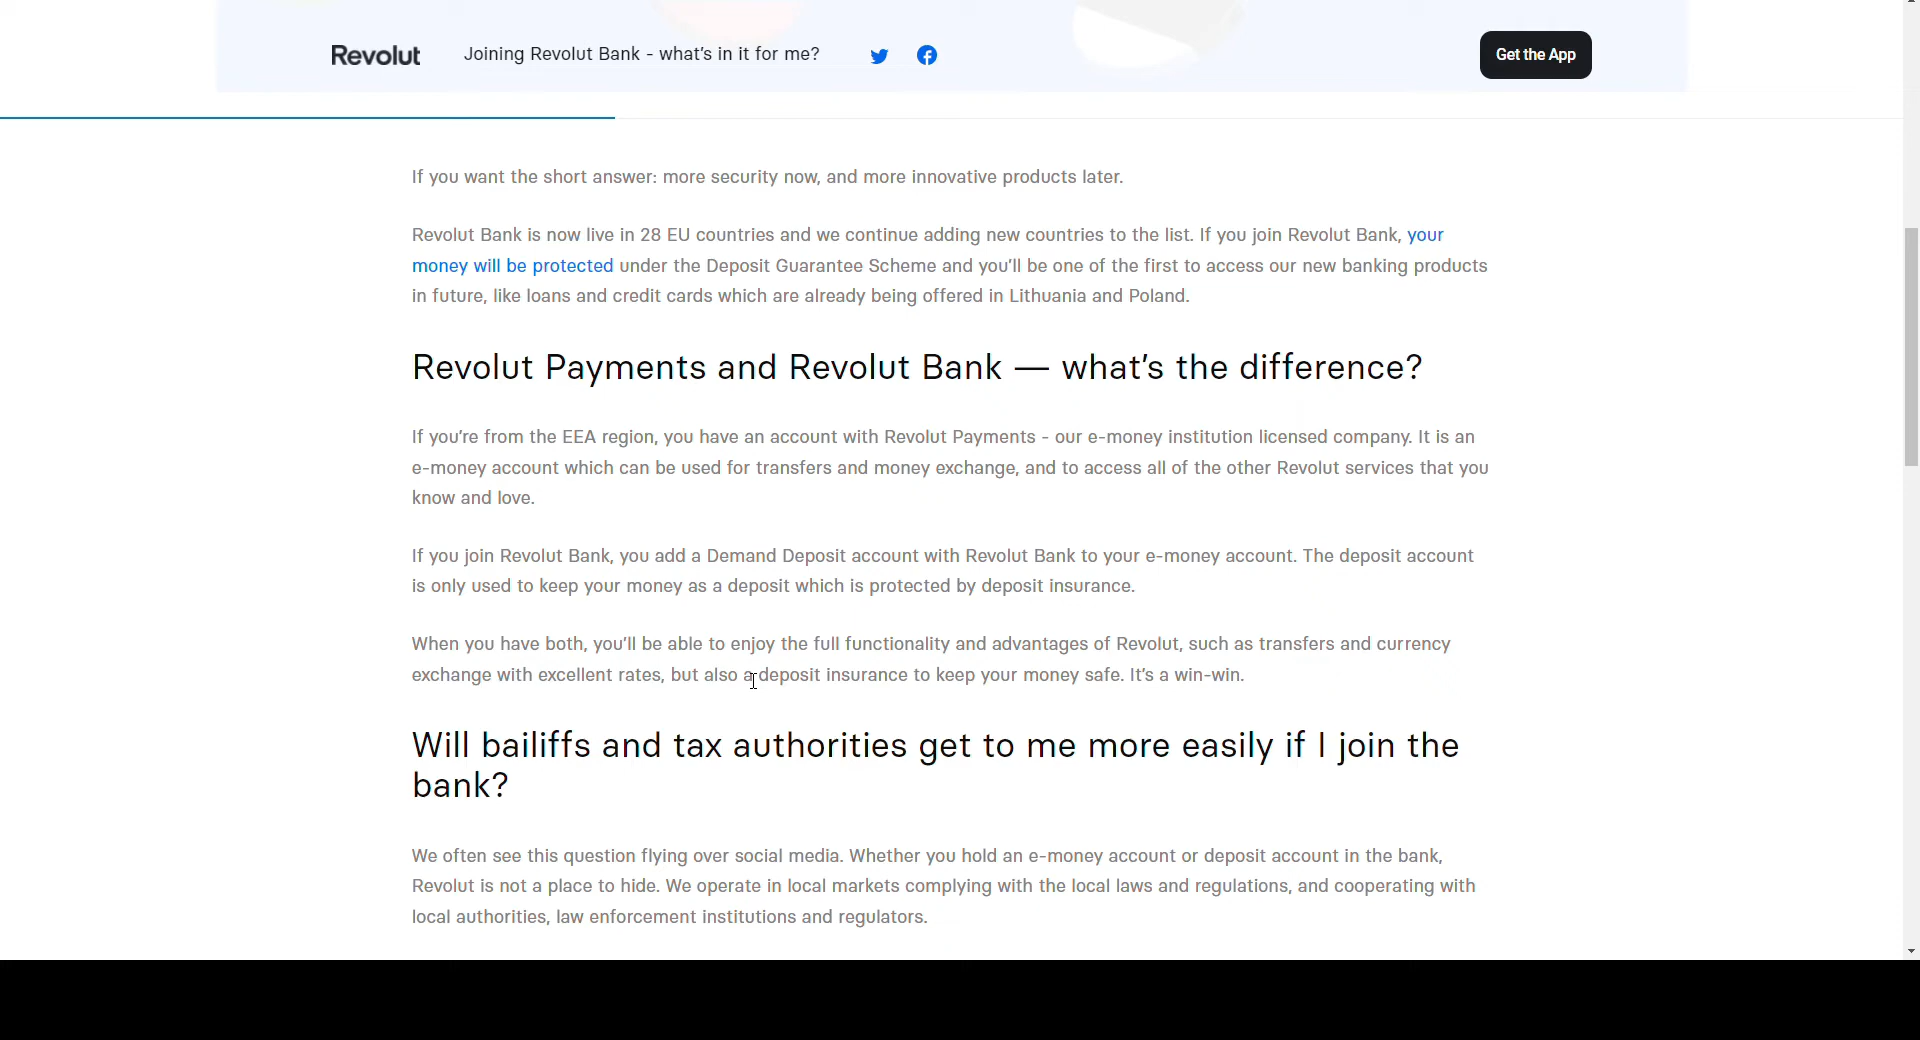 Revolut
Joining Revolut Bank - what's in it for me?
Get the App
If you want the short answer: more security now, and more innovative products later.
Revolut Bank is now live in 28 EU countries and we continue adding new countries to the list. If you join Revolut Bank, your
money will be protected under the Deposit Guarantee Scheme and you'll be one of the first to access our new banking products
in future, like loans and credit cards which are already being offered in Lithuania and Poland.
Revolut Payments and Revolut Bank — what's the difference?
If you're from the EEA region, you have an account with Revolut Payments - our e-money institution licensed company. It is an
e-money account which can be used for transfers and money exchange, and to access all of the other Revolut services that you
know and love.
If you join Revolut Bank, you add a Demand Deposit account with Revolut Bank to your e-money account. The deposit account
is only used to keep your money as a deposit which is protected by deposit insurance.
When you have both, you'll be able to enjoy the full functionality and advantages of Revolut, such as transfers and currency
exchange with excellent rates, but also a deposit insurance to keep your money safe. It's a win-win.
Will bailiffs and tax authorities get to me more easily if I join the
bank?
We often see this question flying over social media. Whether you hold an e-money account or deposit account in the bank,
Revolut is not a place to hide. We operate in local markets complying with the local laws and regulations, and cooperating with
local authorities, law enforcement institutions and regulators.